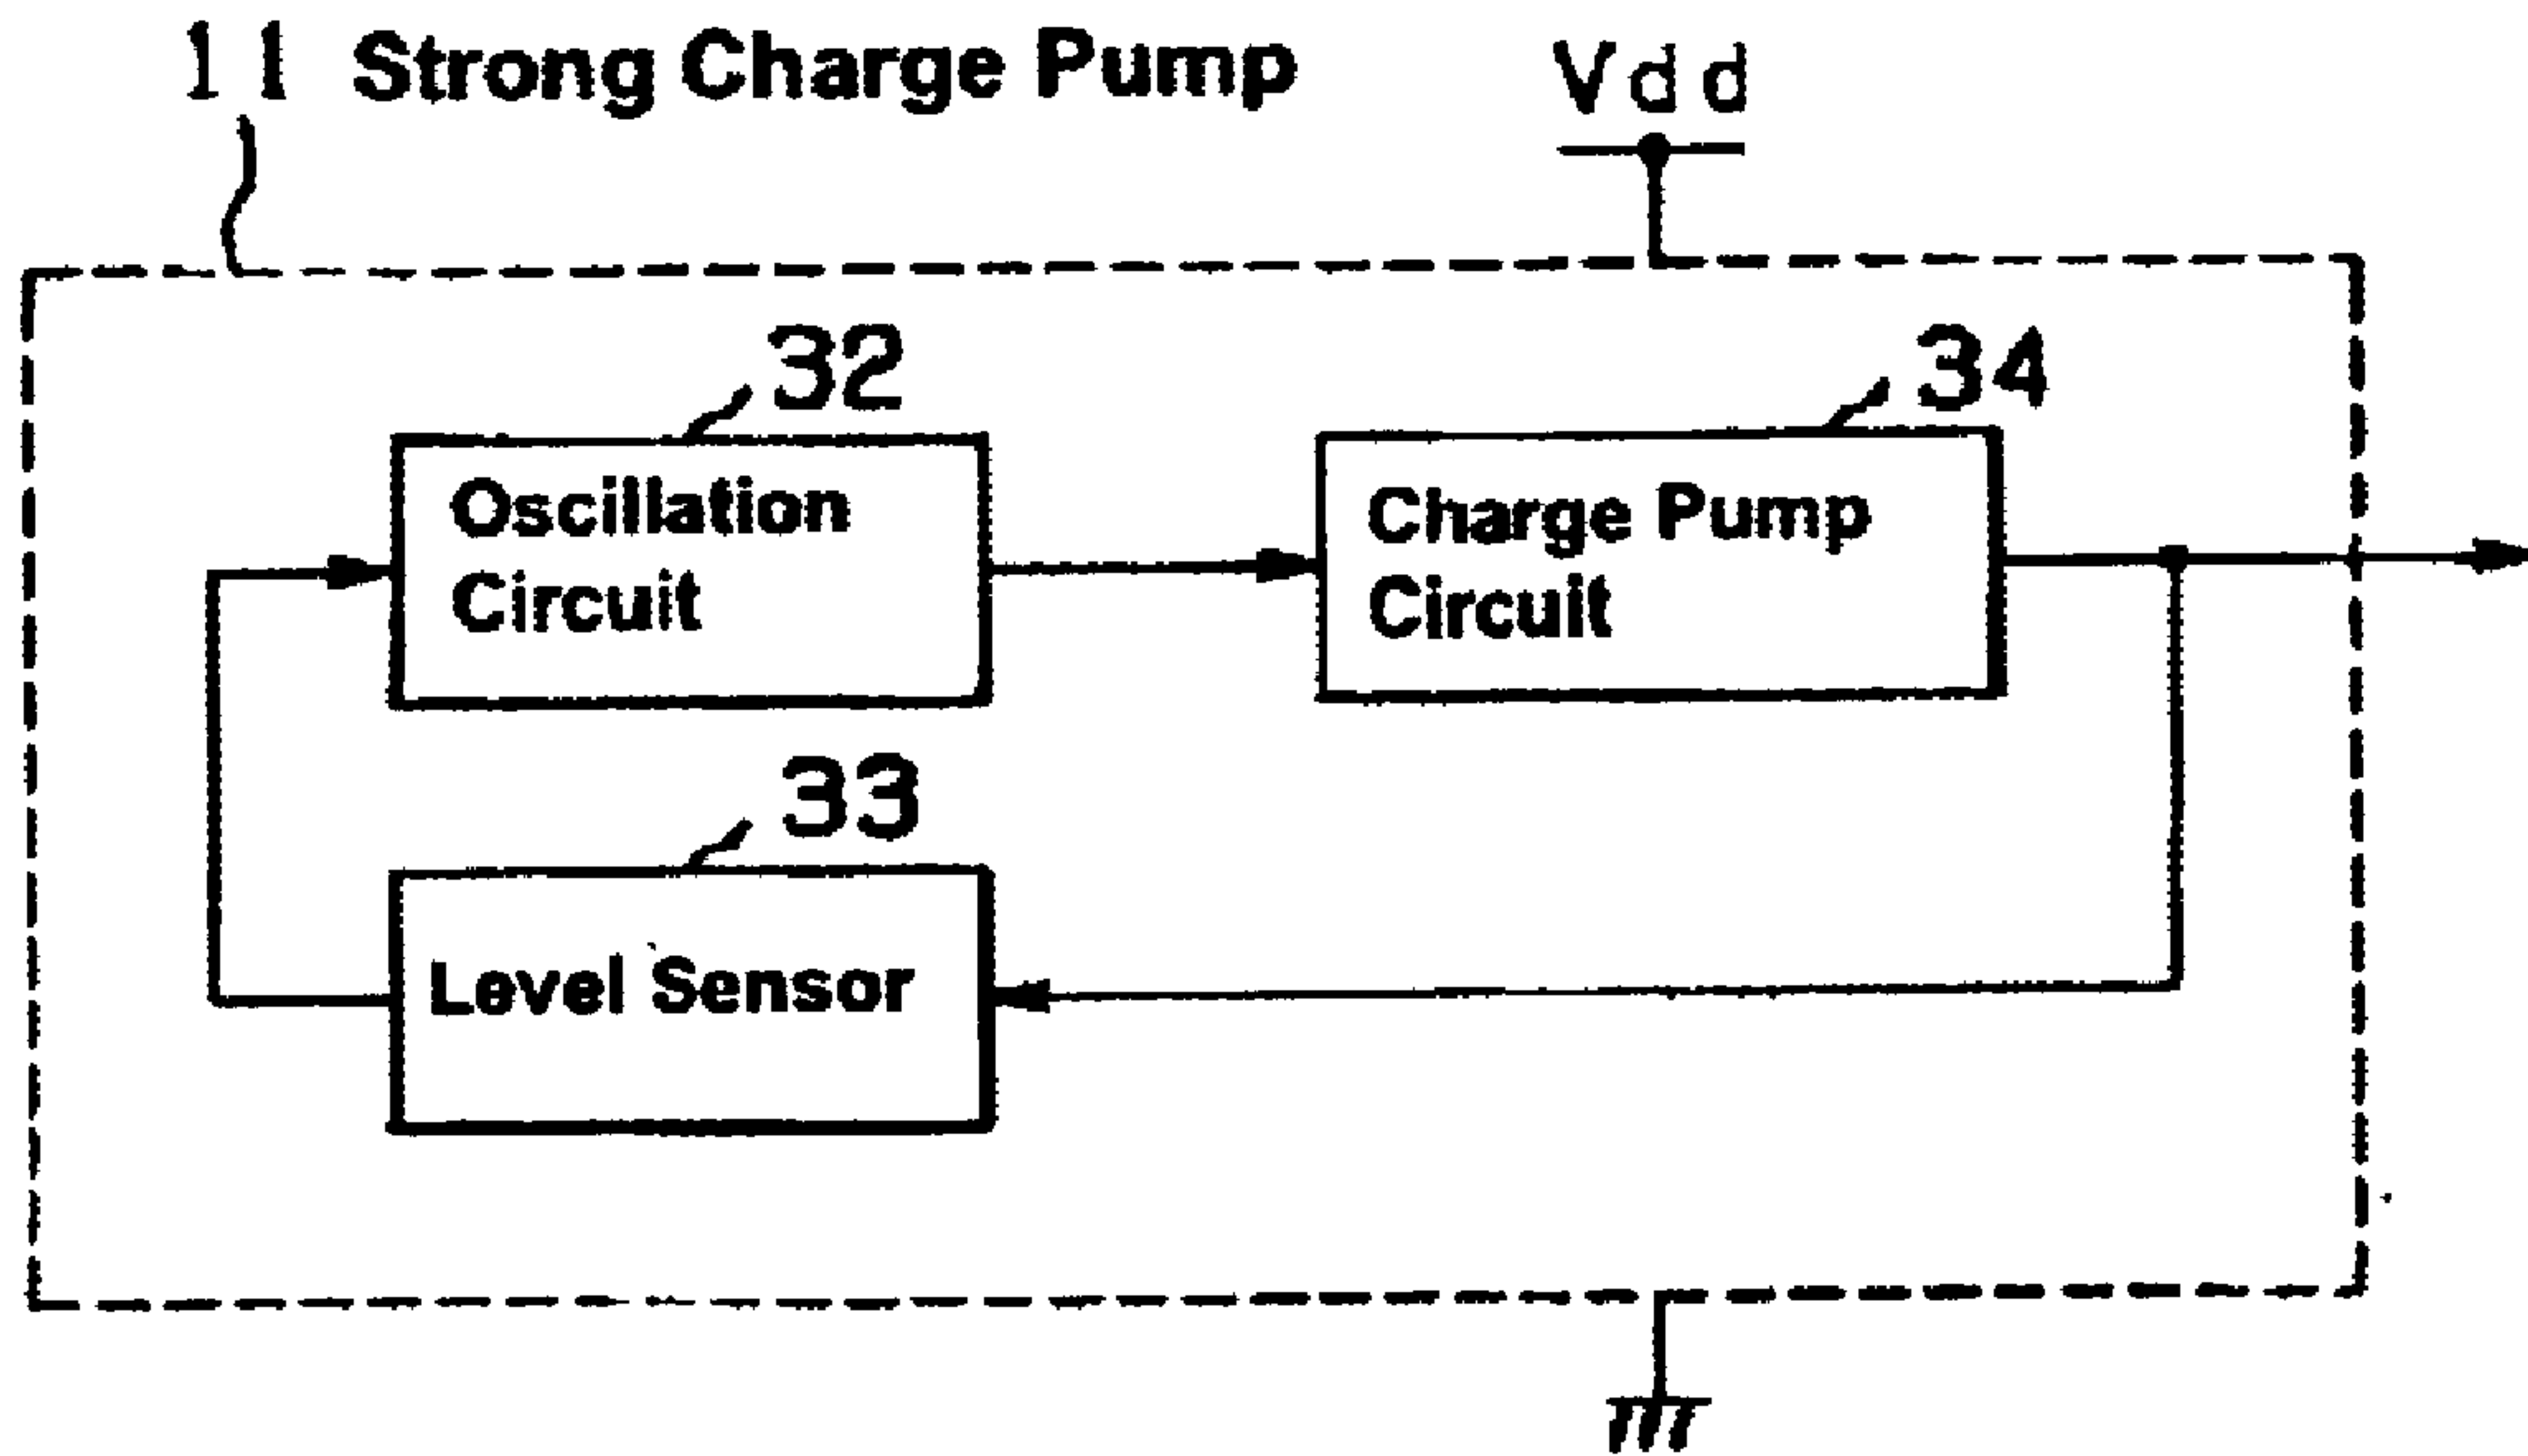 11 Strong Charge Pump
Vdd
32
34
Oscillation
Circuit
Charge Pump
Circuit
33
Level Sensor